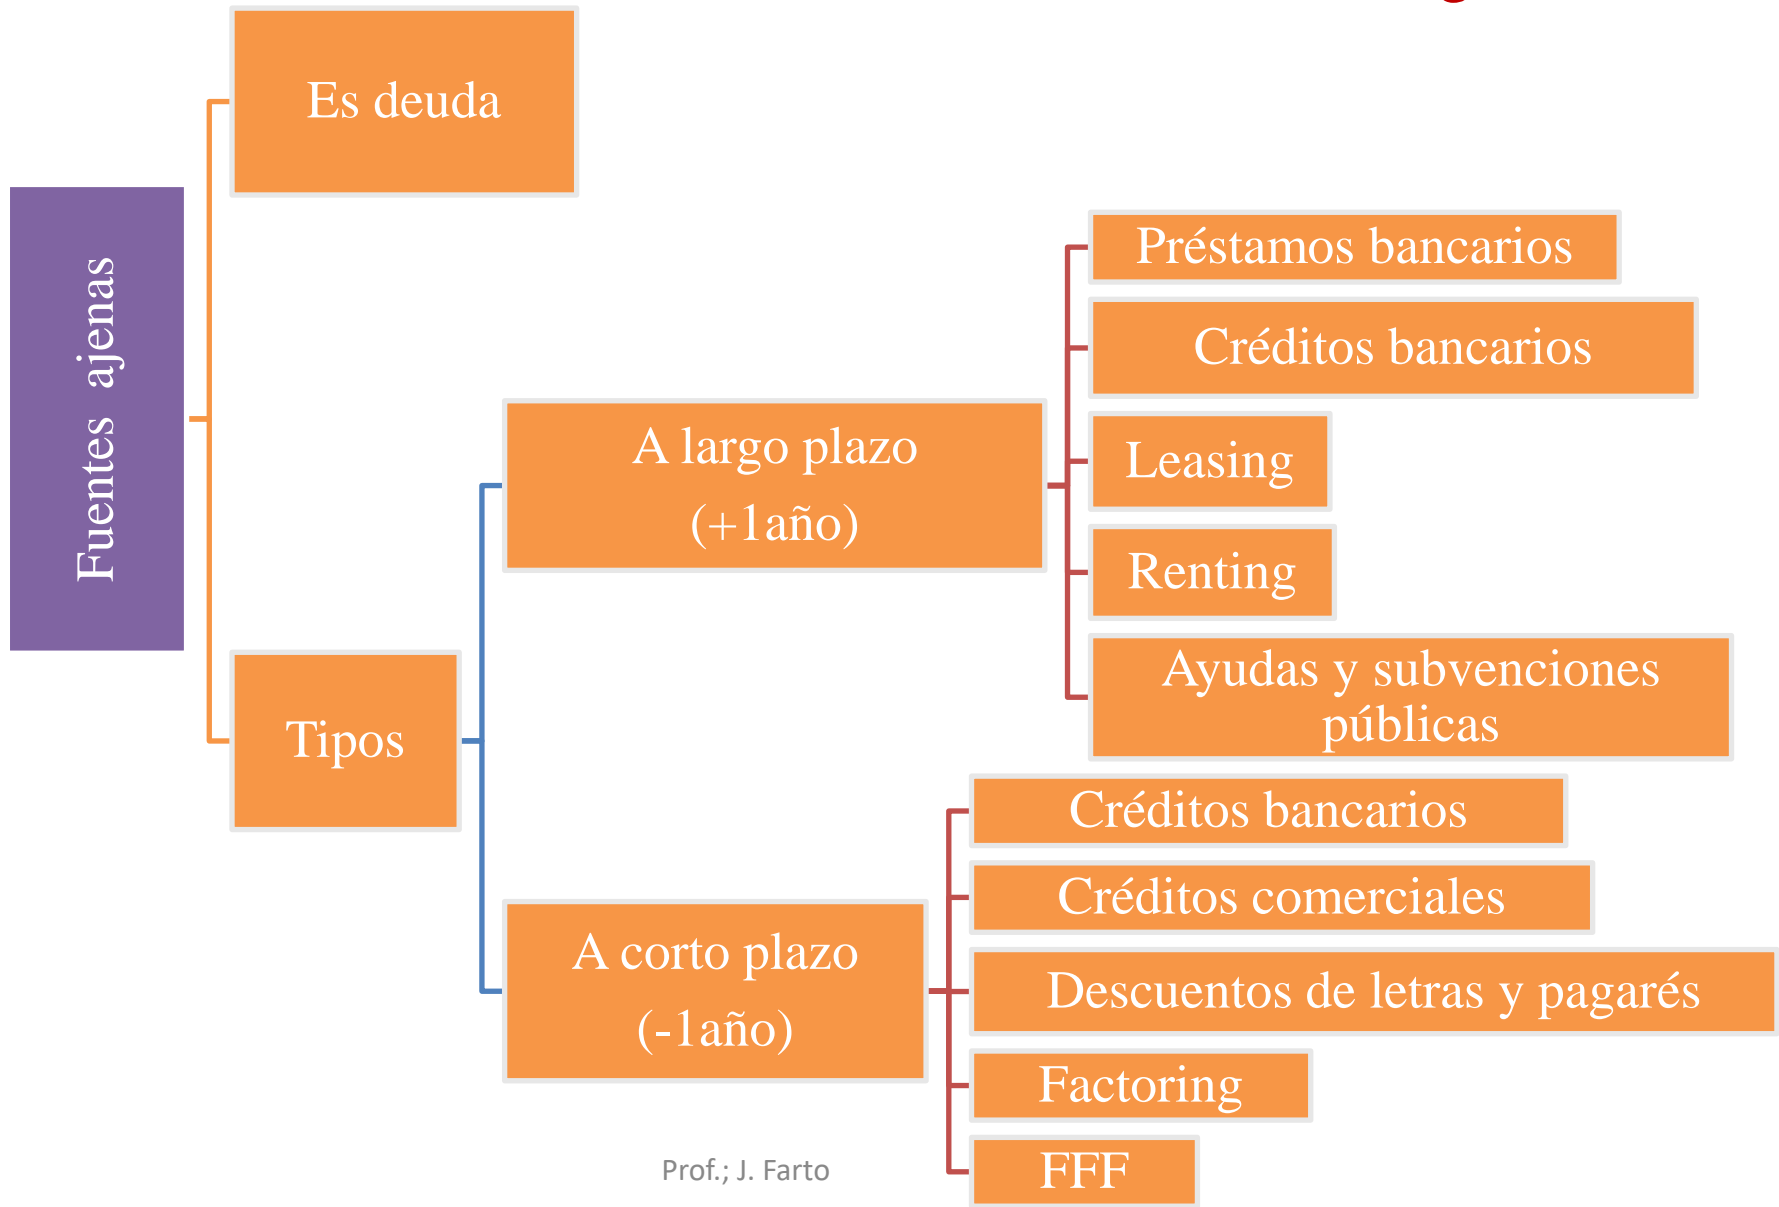 Fuentes ajenas
Es deuda
Tipos
A largo plazo
(+1año)
Préstamos bancarios
Créditos bancarios
Leasing
Renting
Ayudas y subvenciones
públicas
A corto plazo
(-1año)
Créditos bancarios
Créditos comerciales
Descuentos de letras y pagarés
Factoring
FFF
Prof.; J. Farto